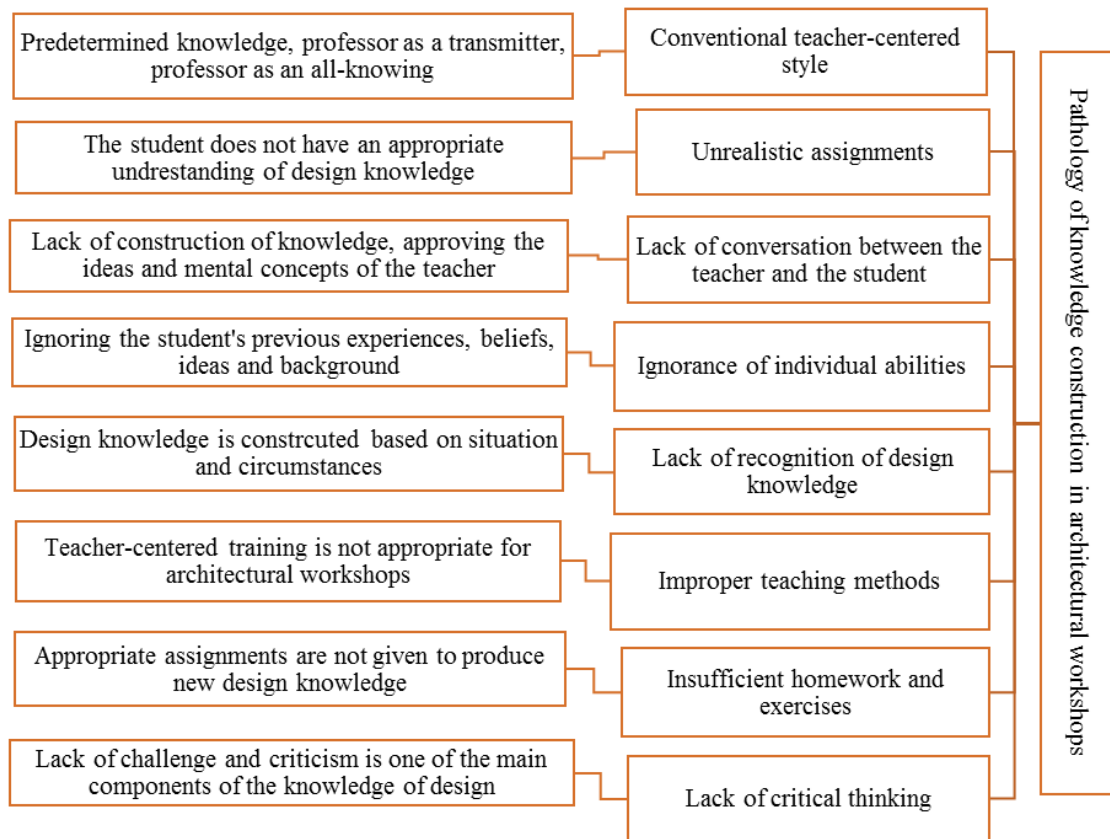 Predetermined knowledge, professor as a transmitter,
professor as an all-knowing
Conventional teacher-centered
style
The student does not have an appropriate
undrestanding of design knowledge
Unrealistic assignments
Lack of construction of knowledge, approving the
ideas and mental concepts of the teacher
Lack of conversation between the
teacher and the student
Ignoring the student's previous experiences, beliefs,
ideas and background
Ignorance of individual abilities
Design knowledge is constrcuted based on situation
and circumstances
Lack of recognition of design
knowledge
Teacher-centered training is not appropriate for
architectural workshops
Improper teaching methods
Appropriate assignments are not given to produce
new design knowledge
Insufficient homework and
exercises
Lack of challenge and criticism is one of the main
components of the knowledge of design
Lack of critical thinking
Pathology of knowledge construction in architectural workshops